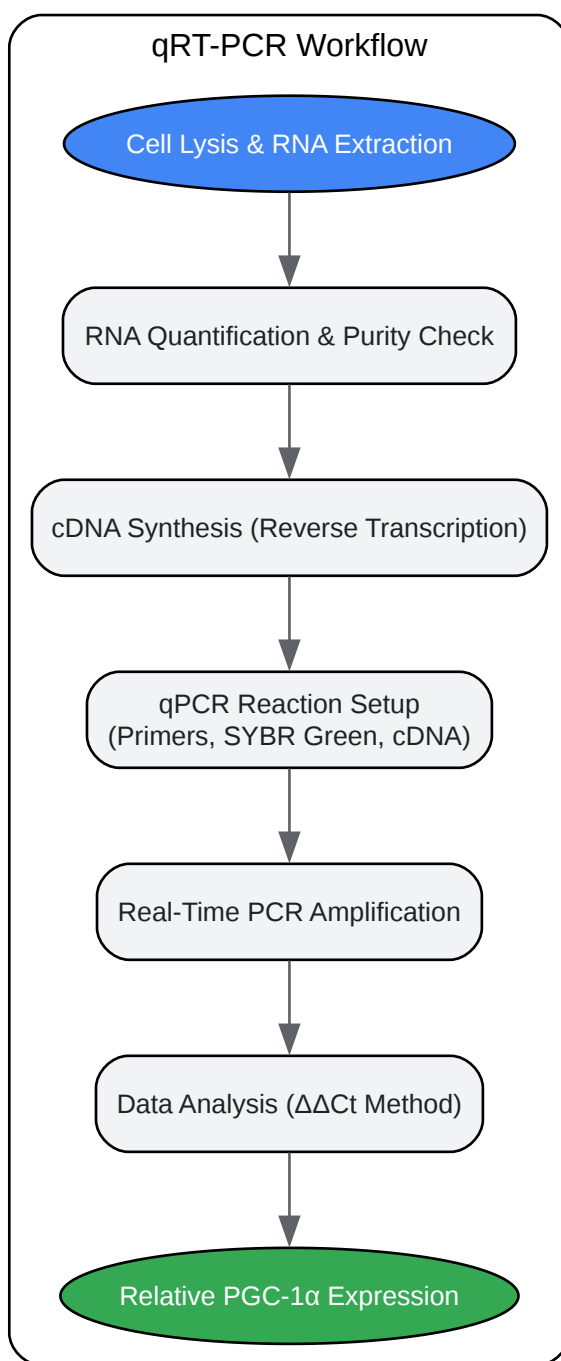 qRT-PCR Workflow
Cell Lysis & RNA Extraction
RNA Quantification & Purity Check
cDNA Synthesis (Reverse Transcription)
qPCR Reaction Setup
(Primers, SYBR Green, cDNA)
Real-Time PCR Amplification
Data Analysis (ΔΔCt Method)
Relative PGC-1α Expression